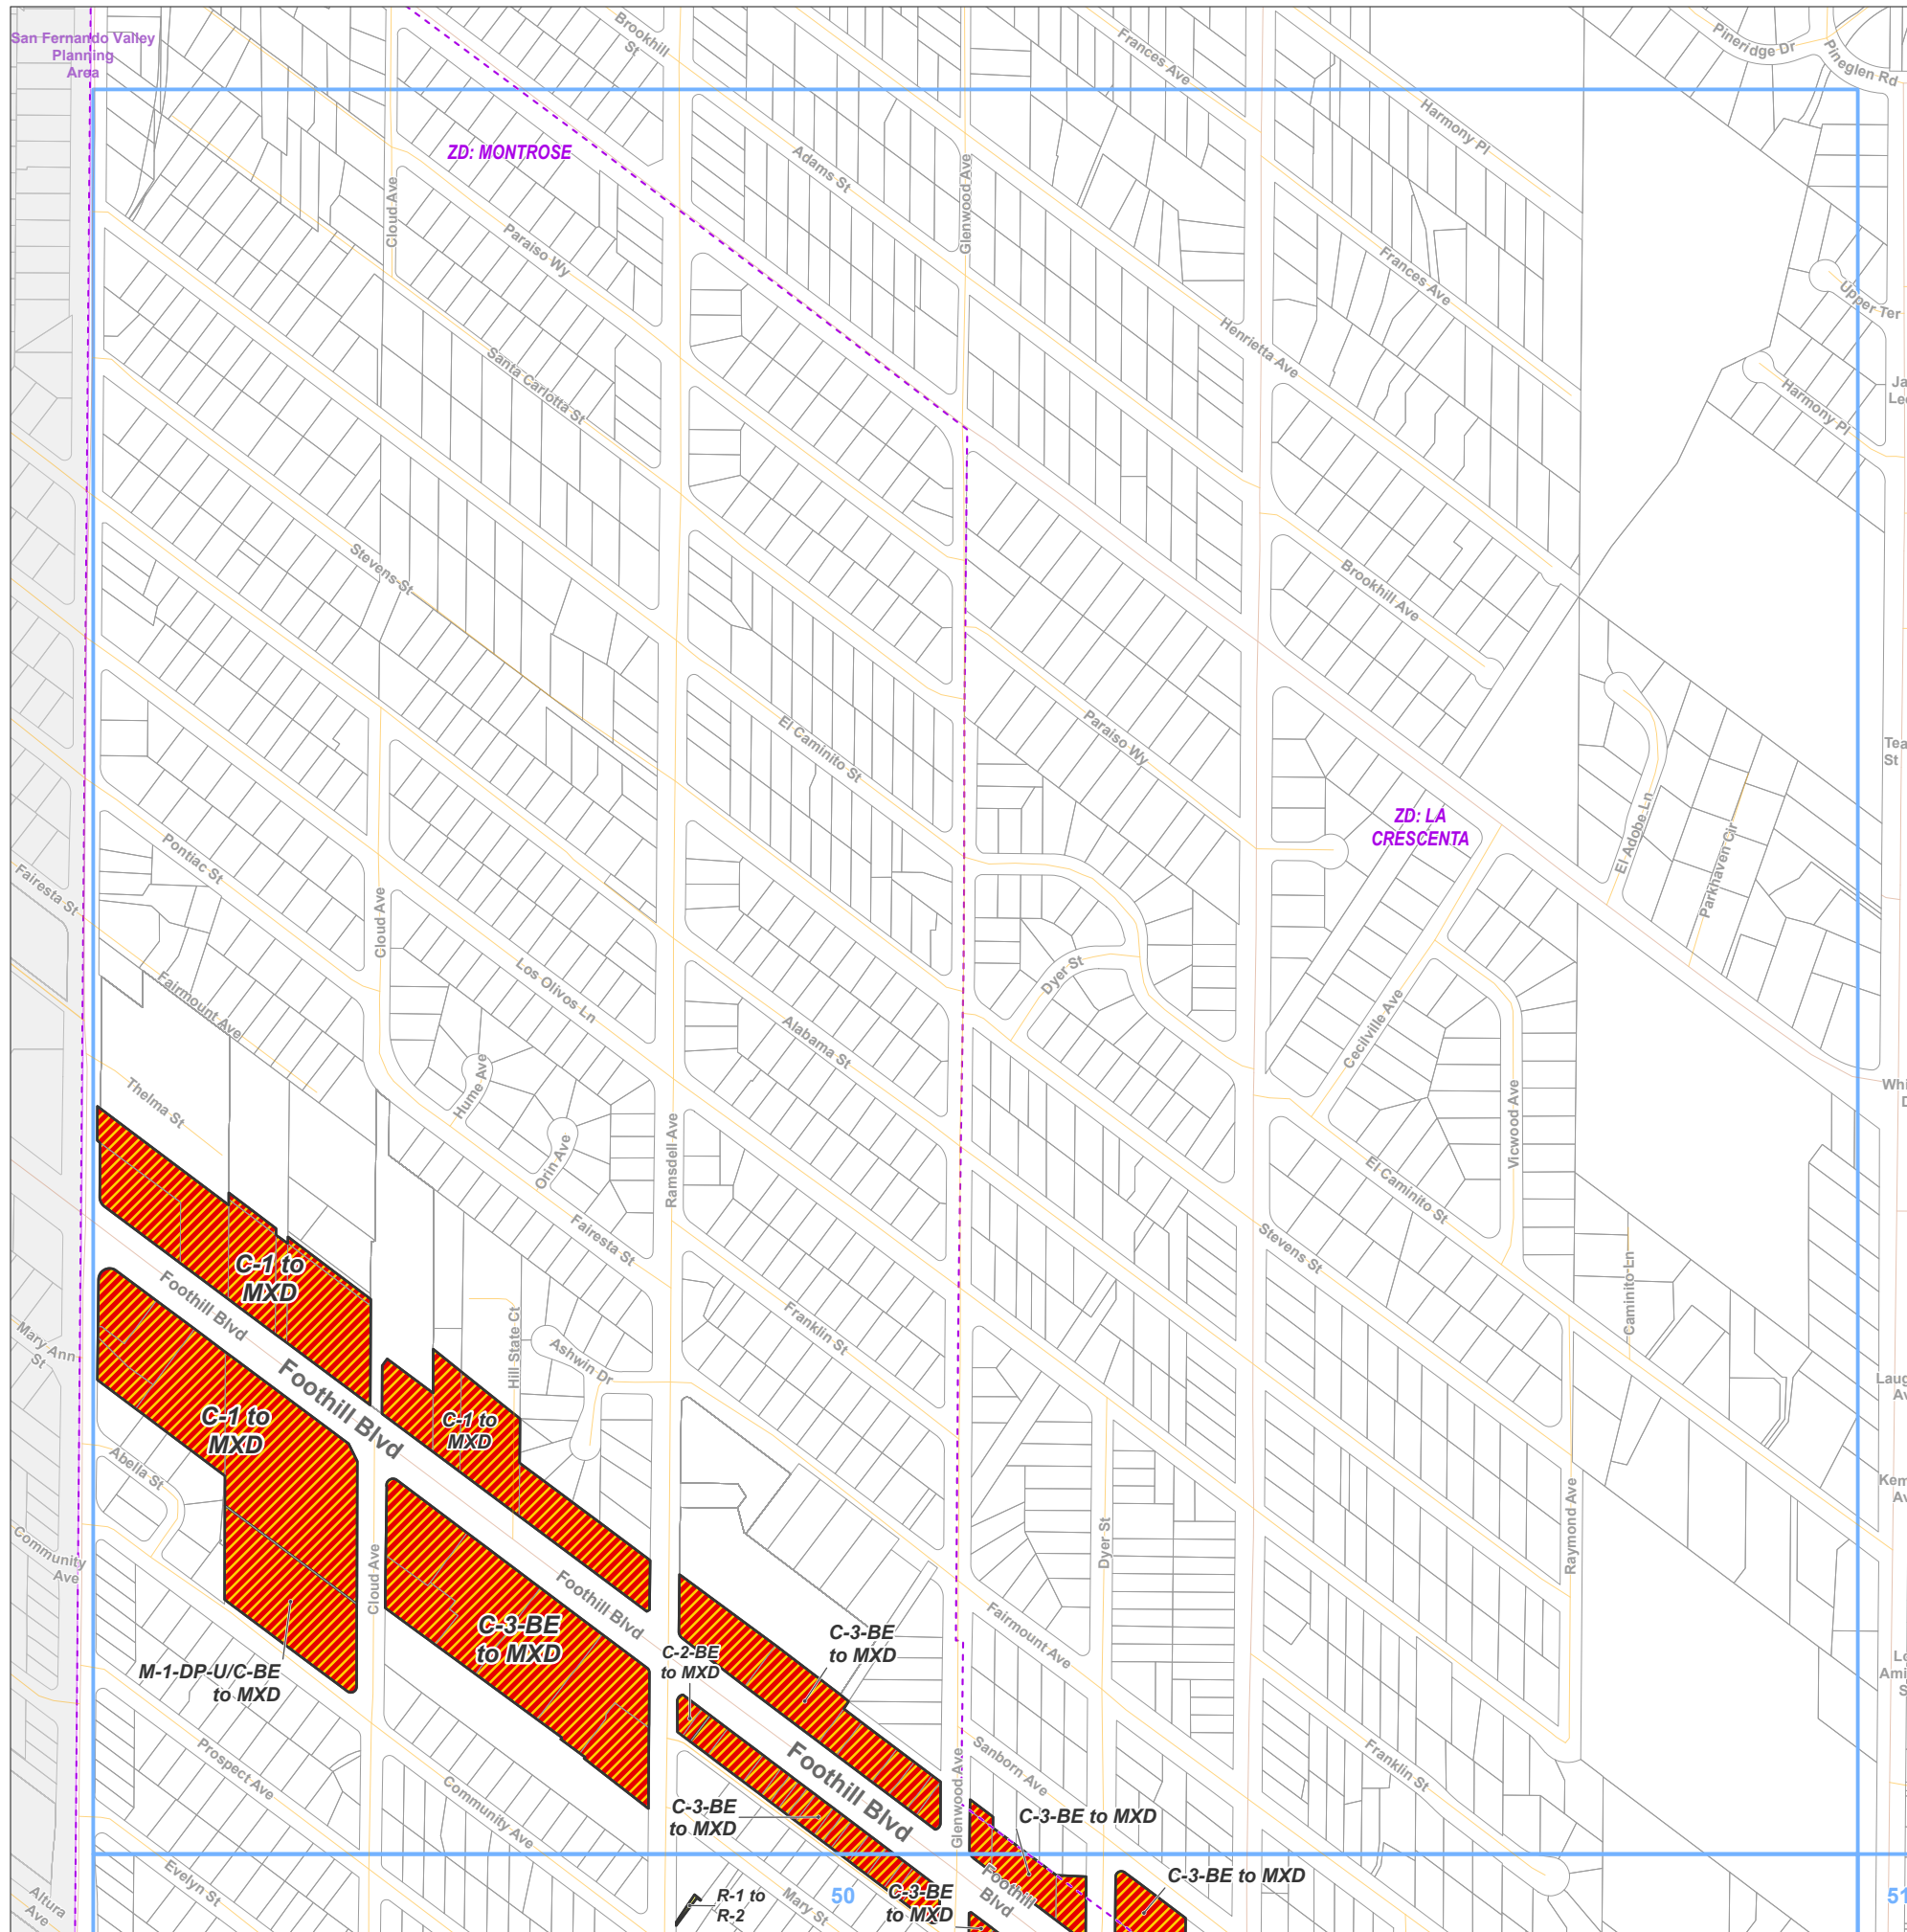 San Fernando Valley
Planning
Area
Brookhill
St
Frances Ave
Pineridge Dr
Pineglen Rd
Harmony Pl
ZD: MONTROSE
Adams St
Glenwood Ave
Cloud Ave
Paraiso Wy
Frances Ave
Upper Ter
Henrietta Ave
Santa Carlotta St
Harmony Pl
Stevens St
Brookhill Ave
El Caminito St
Paraiso Wy
ZD: LA
CRESCENTA
El Adobe Ln
Parkhaven Cir
St
Pontiac St
Fairesta St
Cloud Ave
Fairmount Ave
Los Olivos Ln
Dyer St
Alabama St
Cecilville Ave
Hume Ave
Thelma St
Orin Ave
Ramsdell Ave
Vicwood Ave
El Caminito St
Fairesta St
Stevens St
C-1 to
MXD
Foothill Blvd
Caminito Ln
Mary Ann
St
Hill State Ct
Ashwin Dr
Franklin St
Foothill Blvd
C-1 to
MXD
C-1 to
MXD
Abella St
Community
Ave
Cloud Ave
Dyer St
Raymond Ave
Foothill Blvd
C-3-BE
to MXD
C-2-BE
to MXD
C-3-BE
to MXD
Fairmount Ave
M-1-DP-U/C-BE
to MXD
Prospect Ave
Community Ave
Foothill Blvd
Glenwood Ave
Sanborn Ave
Franklin St
C-3-BE
to MXD
C-3-BE to MXD
C-3-BE to MXD
Evelyn St
Altura
Ave
R-1 to
R-2
Mary St
50
C-3-BE
to MXD
Foothill
Blvd
51